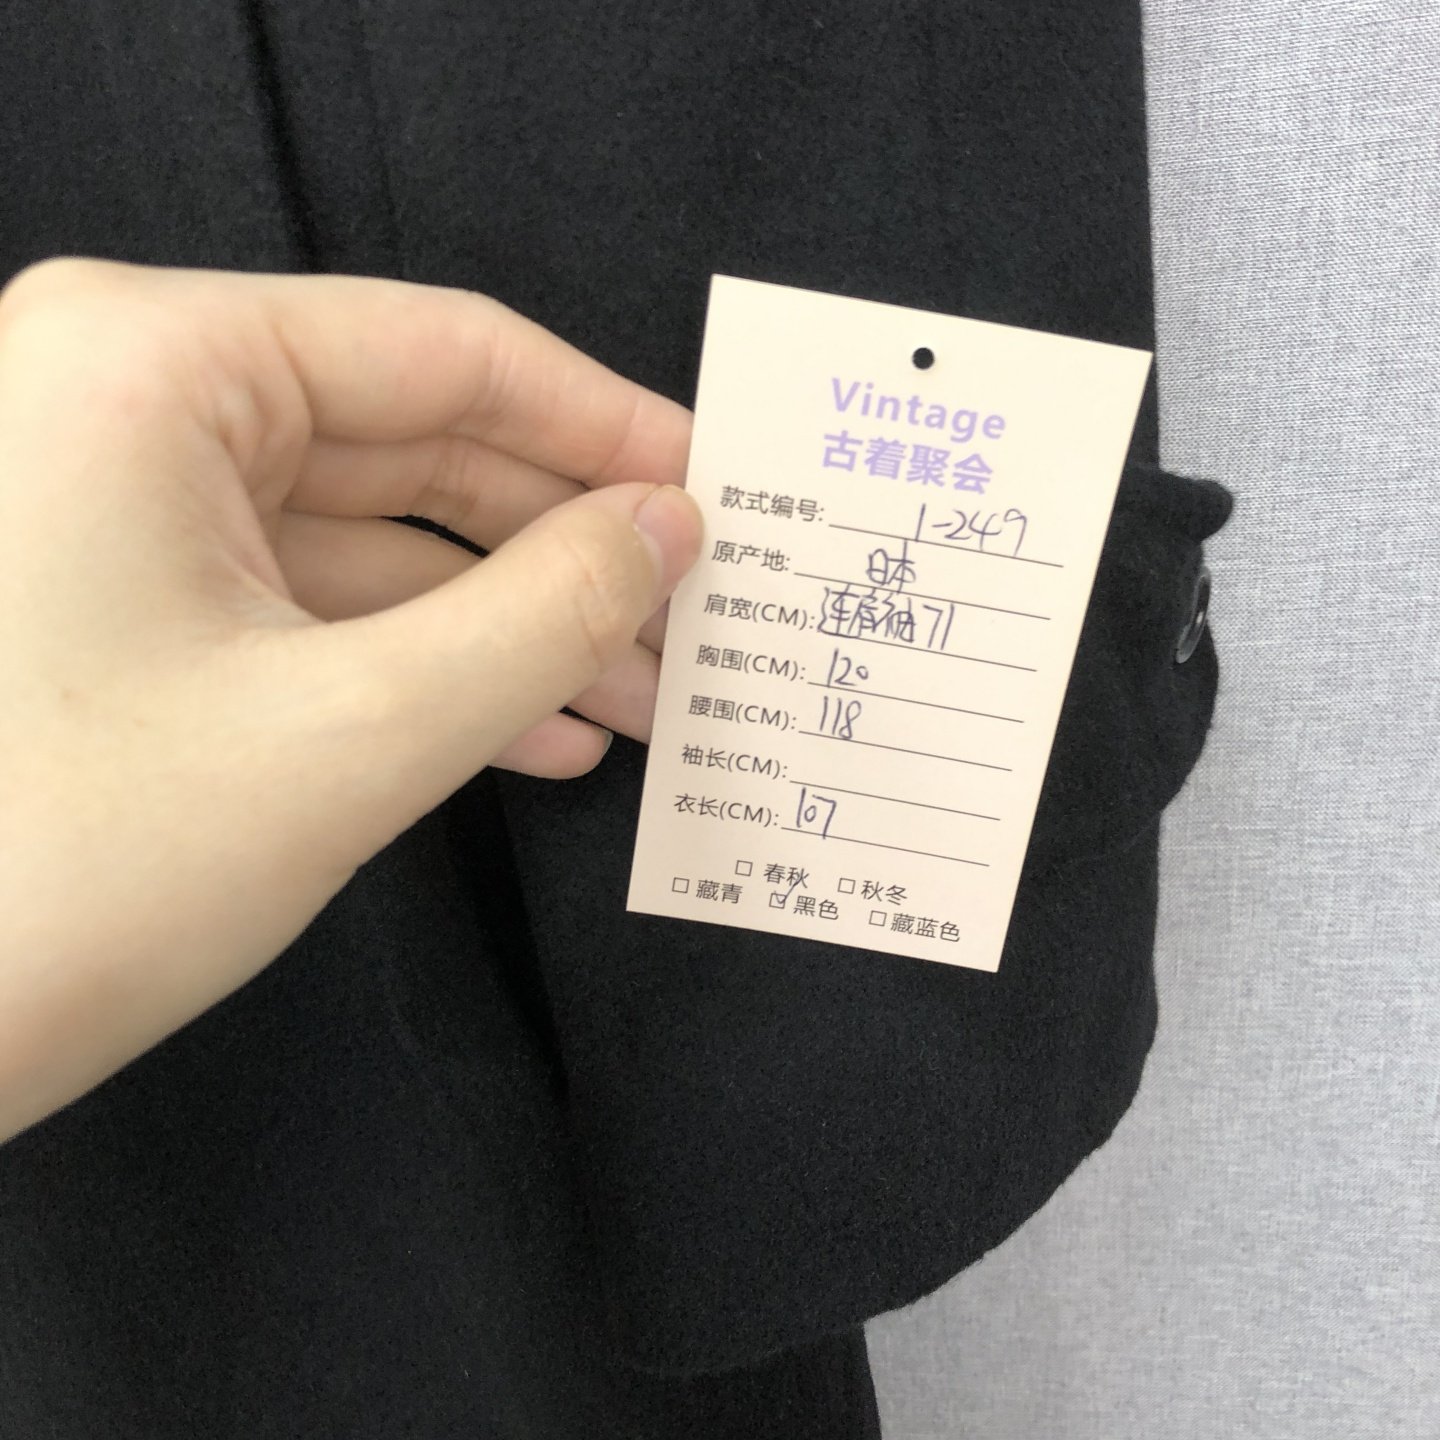 Vintage
古着聚会
款式编号: 1-249
原产地: 日本
肩宽(CM): 连肩袖71
胸围(CM): 120
腰围(CM): 118
袖长(CM):
衣长(CM): 107
□ 春秋 □ 秋冬
□ 藏青 ☑ 黑色 □ 藏蓝色